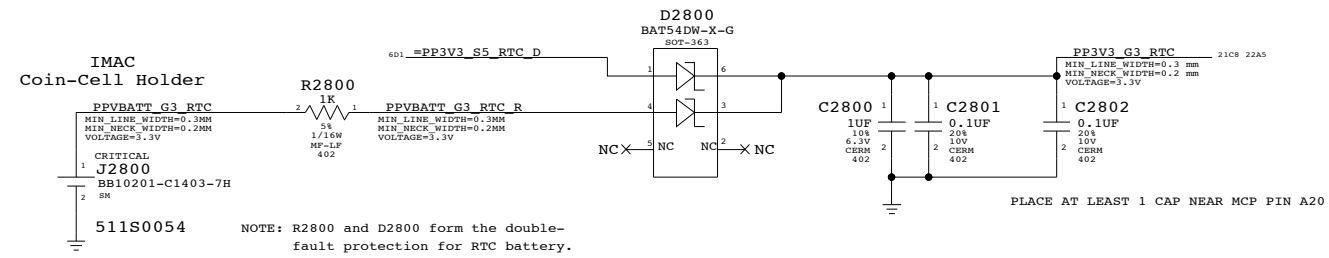 IMAC
Coin-Cell Holder
PPVBATT_G3_RTC
MIN_LINE_WIDTH=0.3MM
MIN_NECK_WIDTH=0.2MM
VOLTAGE=3.3V
CRITICAL
1
J2800
BB10201-C1403-7H
2
SM
511S0054
R2800
1K
2
1
5%
1/16W
MF-LF
402
6D1
=PP3V3_S5_RTC_D
PPVBATT_G3_RTC_R
MIN_LINE_WIDTH=0.3MM
MIN_NECK_WIDTH=0.2MM
VOLTAGE=3.3V
NOTE: R2800 and D2800 form the double-
fault protection for RTC battery.
D2800
BAT54DW-X-G
SOT-363
1
6
4
3
NC
5
NC
NC
2
NC
C2800
1UF
10%
6.3V
CERM
402
1
2
C2801
0.1UF
20%
10V
CERM
402
1
2
PP3V3_G3_RTC
21C8 22A5
MIN_LINE_WIDTH=0.3 mm
MIN_NECK_WIDTH=0.2 mm
VOLTAGE=3.3V
C2802
0.1UF
20%
10V
CERM
402
1
2
PLACE AT LEAST 1 CAP NEAR MCP PIN A20